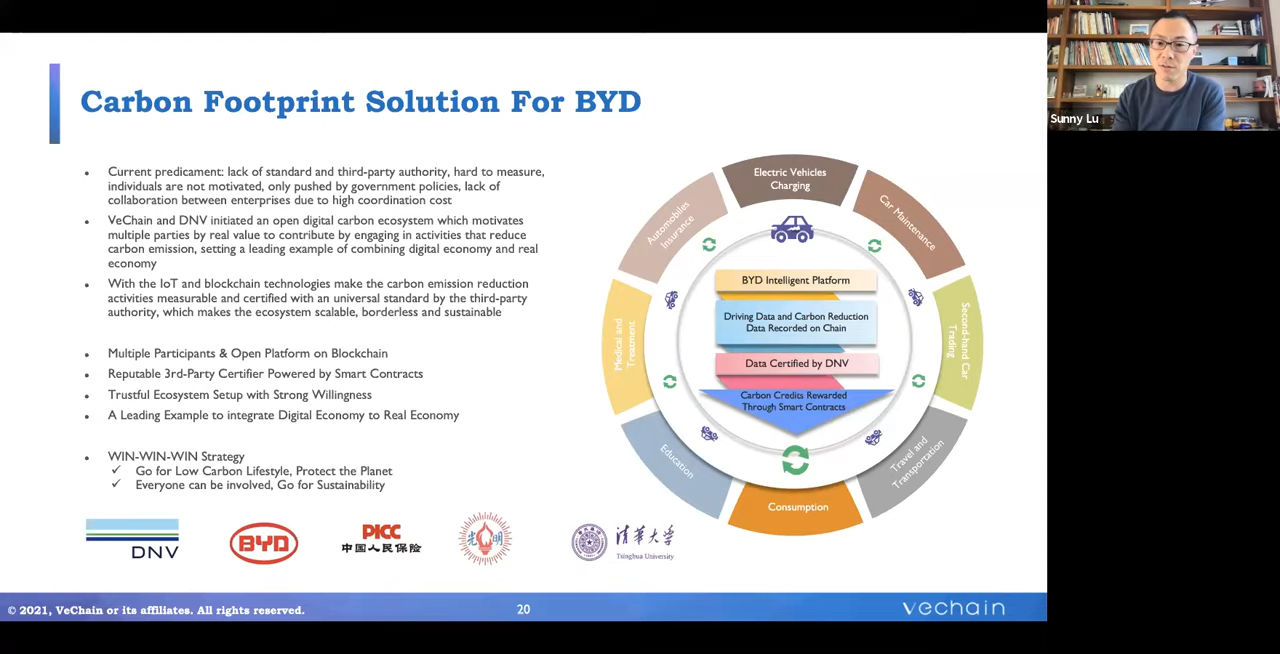 Carbon Footprint Solution For BYD
Sunny Lu
Current predicament: lack of standard and third-party authority, hard to measure,
individuals are not motivated, only pushed by government policies, lack of
collaboration between enterprises due to high coordination cost
VeChain and DNV initiated an open digital carbon ecosystem which motivates
multiple parties by real value to contribute by engaging in activities that reduce
carbon emission, setting a leading example of combining digital economy and real
economy
With the IoT and blockchain technologies make the carbon emission reduction
activities measurable and certified with an universal standard by the third-party
authority, which makes the ecosystem scalable, borderless and sustainable
Multiple Participants & Open Platform on Blockchain
Reputable 3rd-Party Certifier Powered by Smart Contracts
Trustful Ecosystem Setup with Strong Willingness
A Leading Example to integrate Digital Economy to Real Economy
WIN-WIN-WIN Strategy
✓ Go for Low Carbon Lifestyle, Protect the Planet
✓ Everyone can be involved, Go for Sustainability
Electric Vehicles
Charging
Car Maintenance
Second-hand Car
Trading
Travel and
Transportation
Consumption
Education
Medical and
Treatment
Automobiles
Insurance
BYD Intelligent Platform
Driving Data and Carbon Reduction
Data Recorded on Chain
Data Certified by DNV
Carbon Credits Rewarded
Through Smart Contracts
DNV
BYD
PICC
中国人民保险
光明
清華大学
Tsinghua University
© 2021, VeChain or its affiliates. All rights reserved.
20
vechain